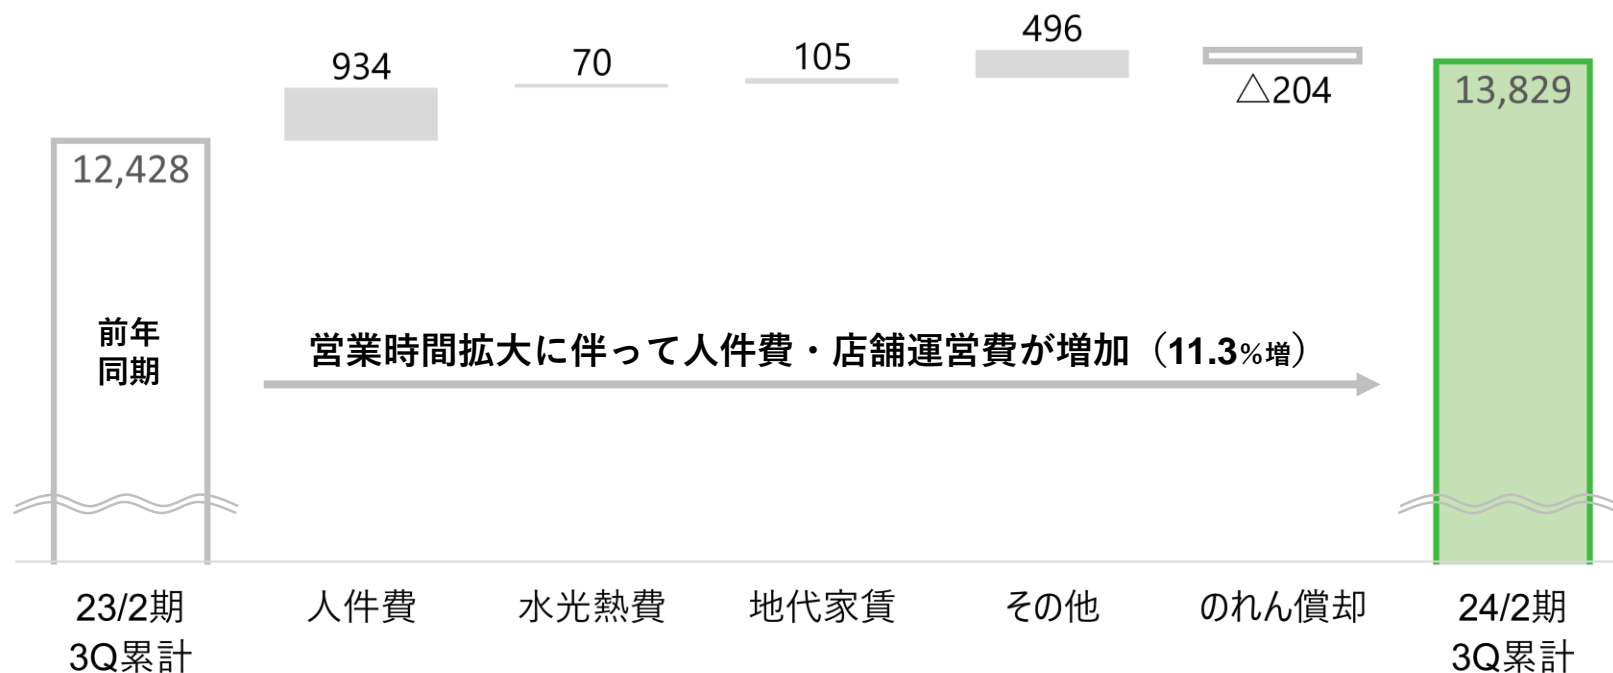 934
70
105
496
△204
12,428
13,829
前年
同期
営業時間拡大に伴って人件費・店舗運営費が増加（11.3%増）
23/2期
3Q累計
人件費
水光熱費
地代家賃
その他
のれん償却
24/2期
3Q累計